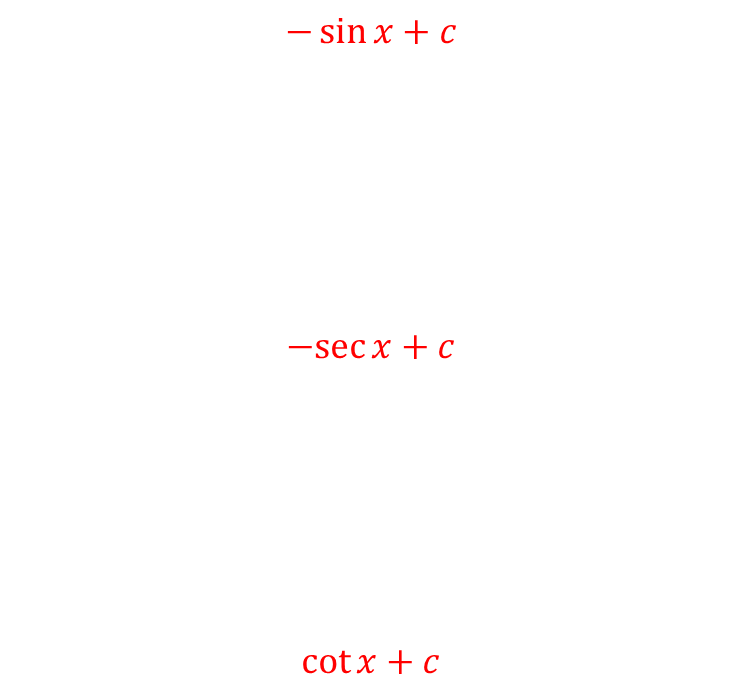 − sin x + c
−sec x + c
cot x + c